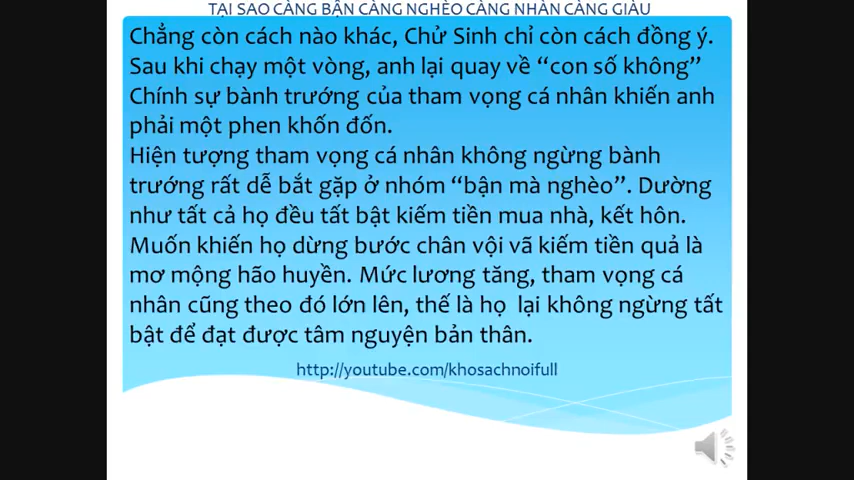 TẠI SAO CÀNG BẬN CÀNG NGHÈO CÀNG NHÀN CÀNG GIÀU
Chẳng còn cách nào khác, Chử Sinh chỉ còn cách đồng ý.
Sau khi chạy một vòng, anh lại quay về “con số không”
Chính sự bành trướng của tham vọng cá nhân khiến anh
phải một phen khốn đốn.
Hiện tượng tham vọng cá nhân không ngừng bành
trướng rất dễ bắt gặp ở nhóm “bận mà nghèo”. Dường
như tất cả họ đều tất bật kiếm tiền mua nhà, kết hôn.
Muốn khiến họ dừng bước chân vội vã kiếm tiền quả là
mơ mộng hão huyền. Mức lương tăng, tham vọng cá
nhân cũng theo đó lớn lên, thế là họ lại không ngừng tất
bật để đạt được tâm nguyện bản thân.
http://youtube.com/khosachnoifull